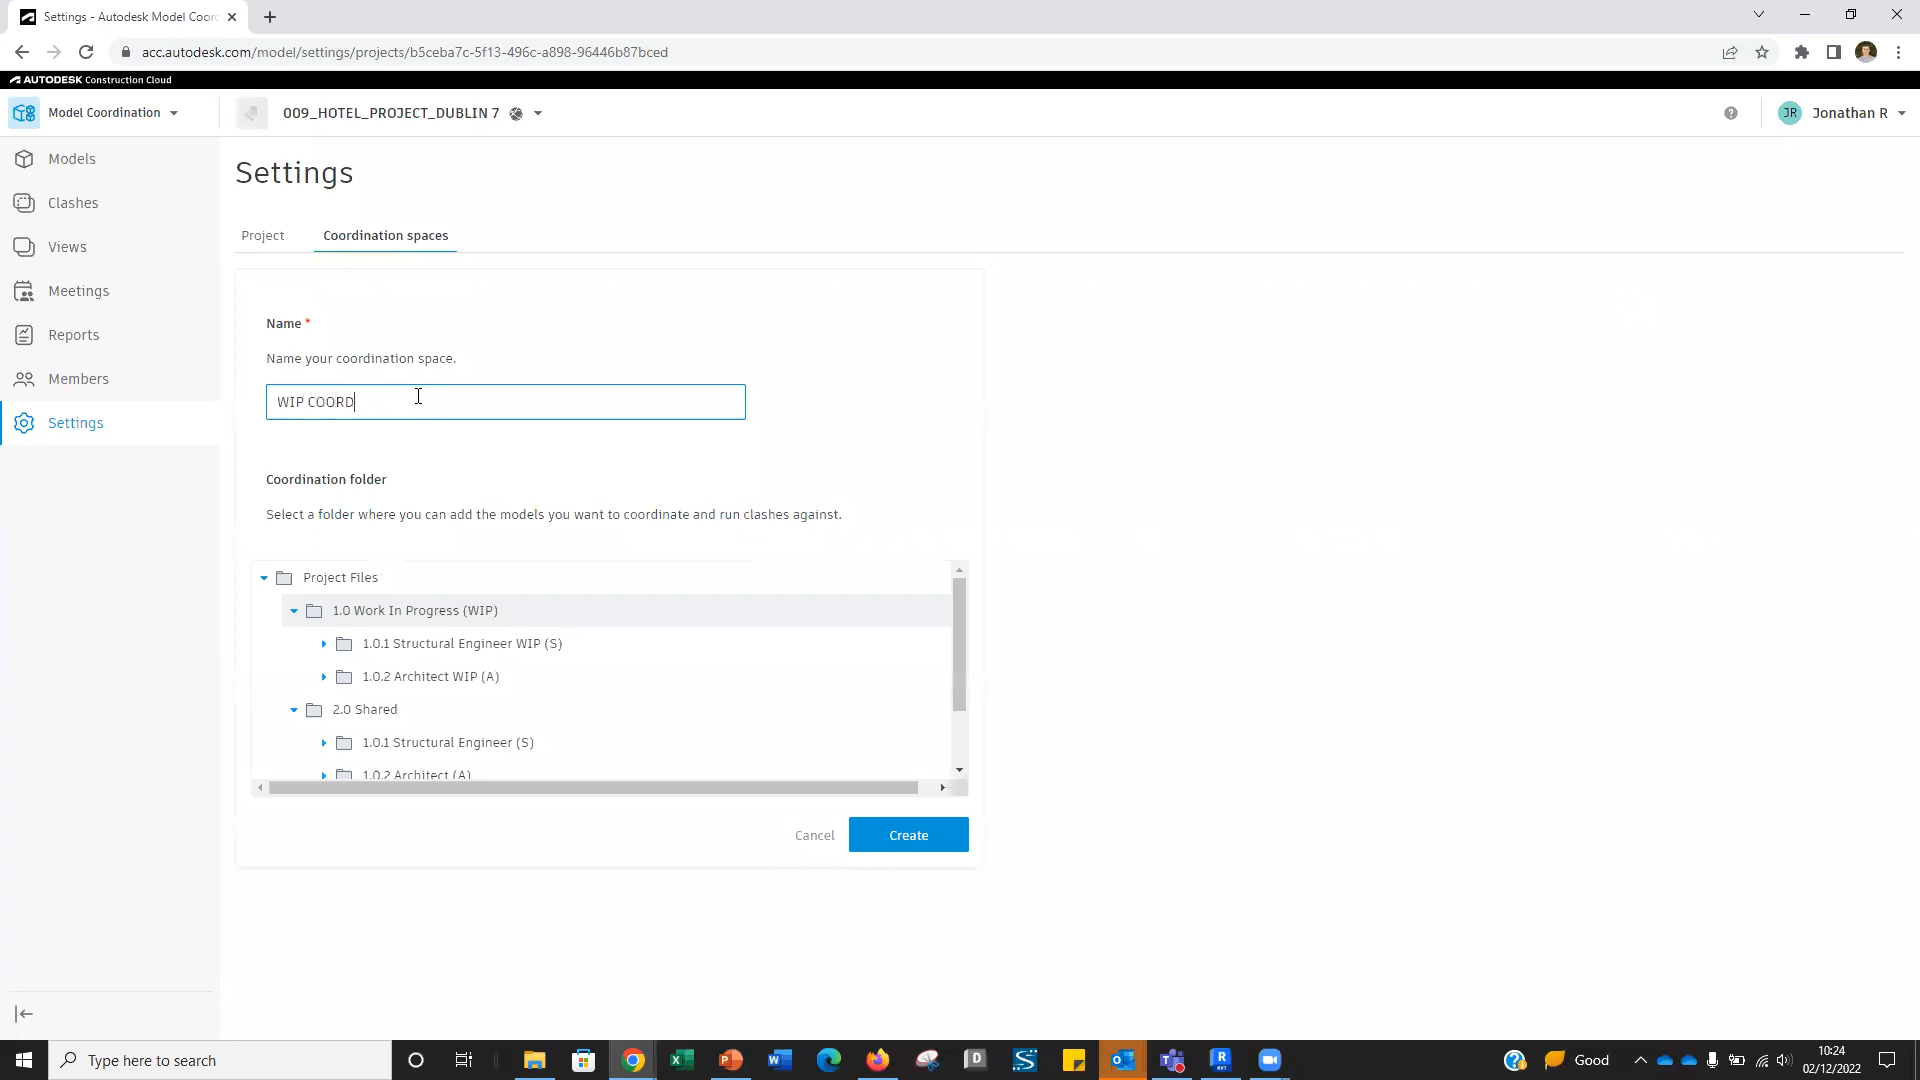 Settings - Autodesk Model Coor
acc.autodesk.com/model/settings/projects/b5ceba7c-5f13-496c-a898-96446b87bced
AUTODESK Construction Cloud
Model Coordination
009_HOTEL_PROJECT_DUBLIN 7
JR Jonathan R
Models
Clashes
Views
Meetings
Reports
Members
Settings
Settings
Project
Coordination spaces
Name *
Name your coordination space.
WIP COORD
Coordination folder
Select a folder where you can add the models you want to coordinate and run clashes against.
Project Files
1.0 Work In Progress (WIP)
1.0.1 Structural Engineer WIP (S)
1.0.2 Architect WIP (A)
2.0 Shared
1.0.1 Structural Engineer (S)
1.0.2 Architect (A)
Cancel
Create
Type here to search
Good
10:24
02/12/2022